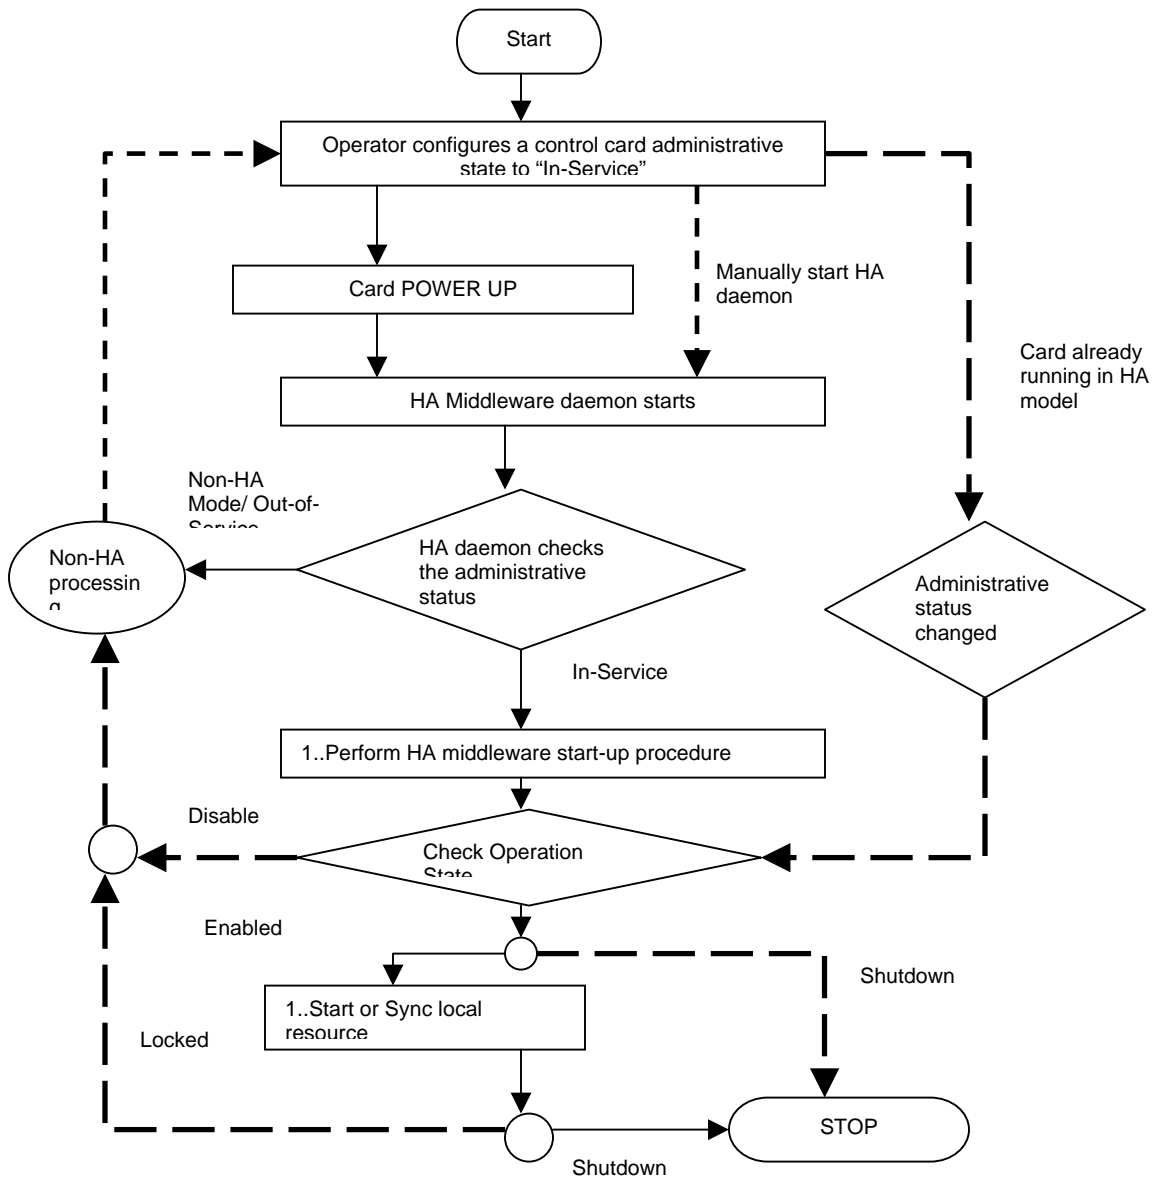 Start
Operator configures a control card administrative
state to “In-Service”
Card POWER UP
Manually start HA
daemon
Card already
running in HA
model
HA Middleware daemon starts
Non-HA
Mode/ Out-of-
Service
HA daemon checks
the administrative
status
Non-HA
processin
g
Administrative
status
changed
In-Service
1..Perform HA middleware start-up procedure
Disable
Check Operation
State
Enabled
Shutdown
1..Start or Sync local
resource
Locked
STOP
Shutdown